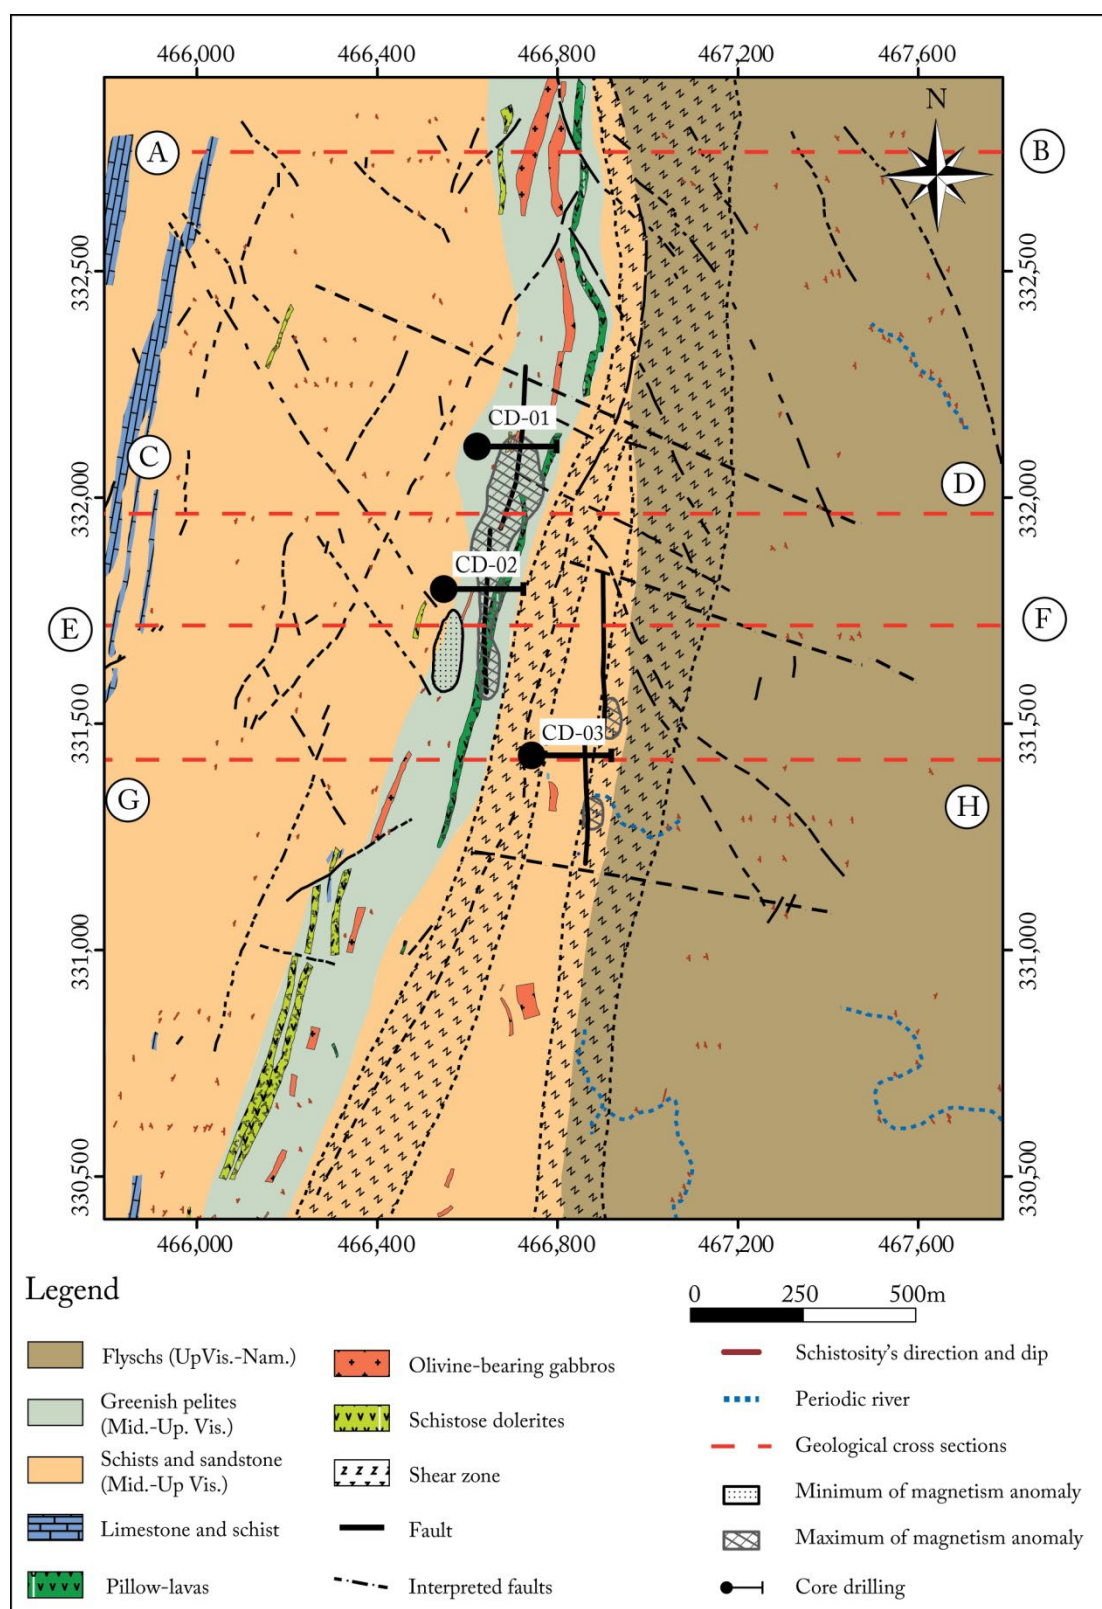 466,000 466,400 466,800 467,200 467,600
N
A
B
332,500
332,500
CD-01
C
D
332,000
332,000
CD-02
E
F
331,500
331,500
CD-03
G
H
331,000
331,000
330,500
330,500
466,000 466,400 466,800 467,200 467,600
Legend
0 250 500m
Flyschs (UpVis.-Nam.)
Greenish pelites
(Mid.-Up. Vis.)
Schists and sandstone
(Mid.-Up Vis.)
Limestone and schist
Pillow-lavas
Olivine-bearing gabbros
Schistose dolerites
Shear zone
Fault
Interpreted faults
Schistosity's direction and dip
Periodic river
Geological cross sections
Minimum of magnetism anomaly
Maximum of magnetism anomaly
Core drilling